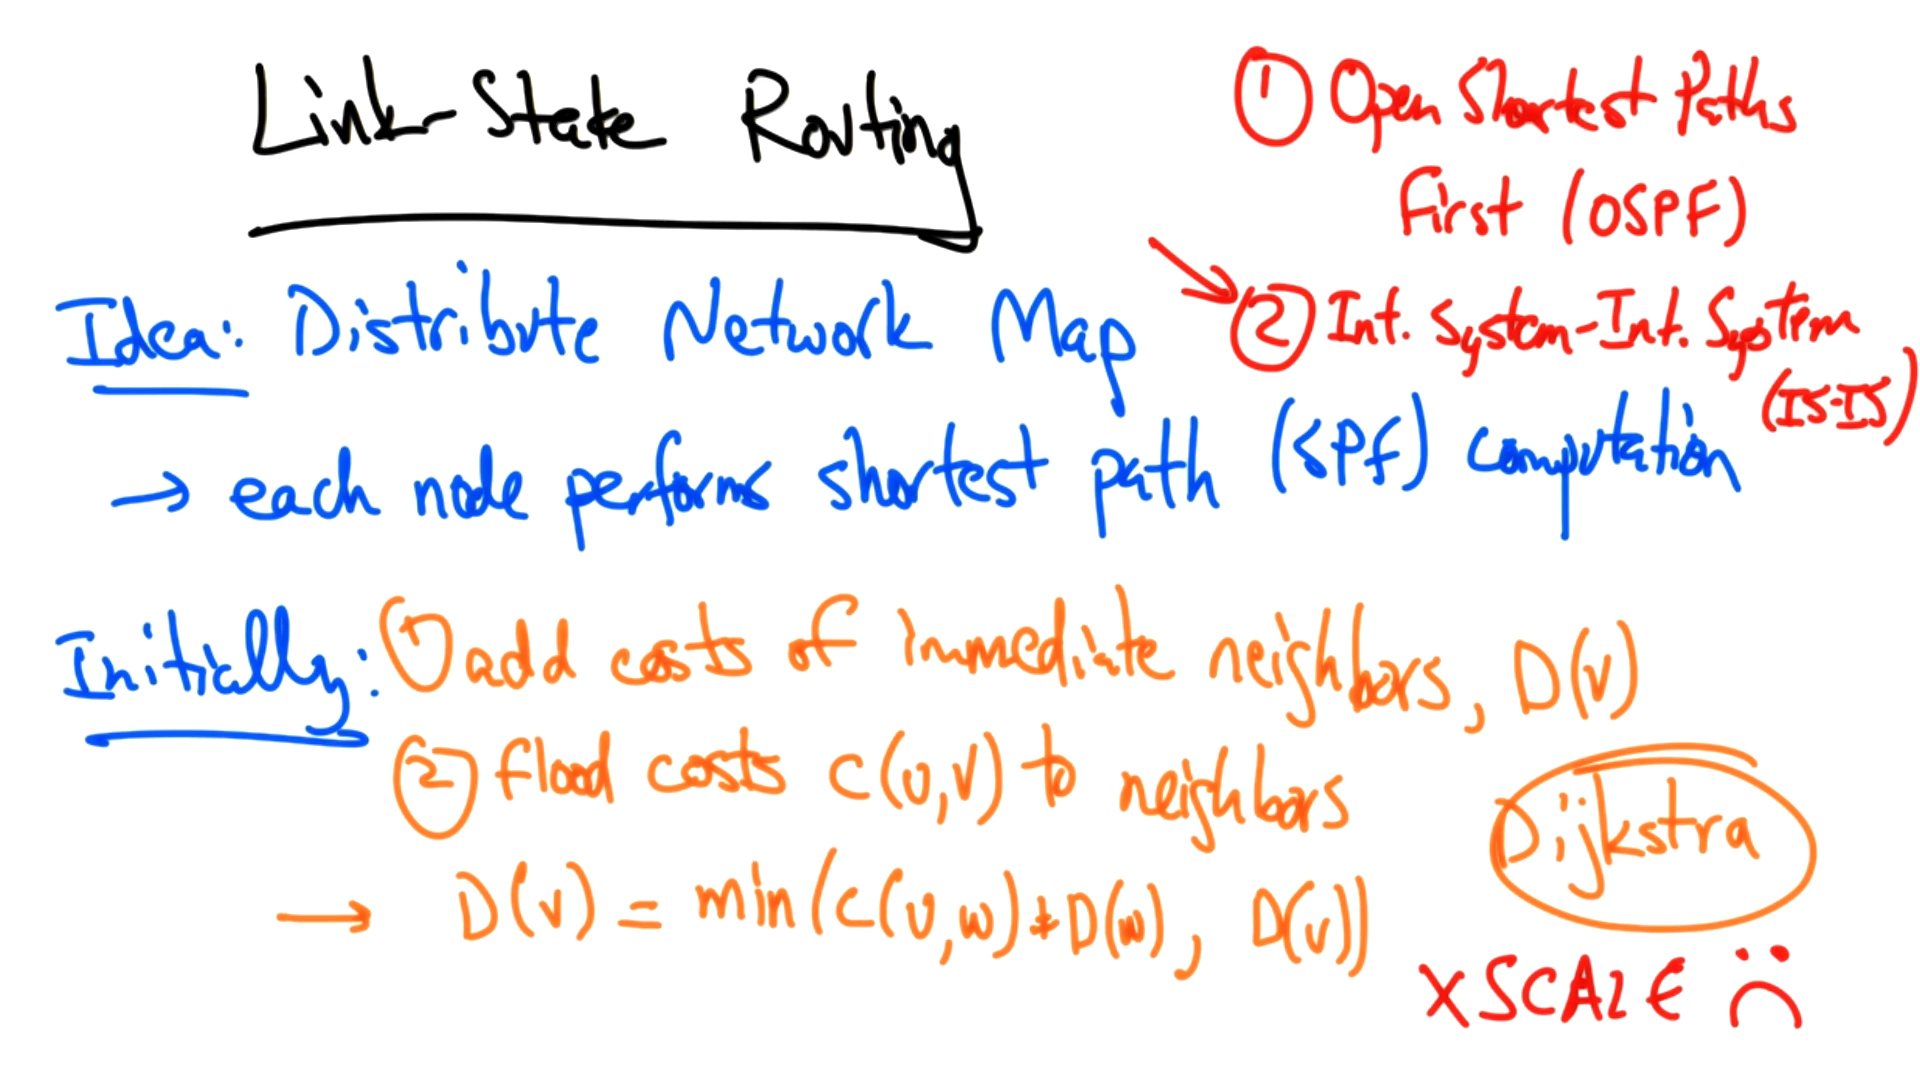 Link-State Routing
① Open Shortest Paths
First (OSPF)
② Int. System-Int. System
(IS-IS)
Idea: Distribute Network Map
→ each node performs shortest path (SPF) computation
Initially: ① add costs of immediate neighbors, D(v)
② flood costs c(u,v) to neighbors
→ D(v) = min(c(u,w)+D(w), D(v))
Dijkstra
X SCALE ☹